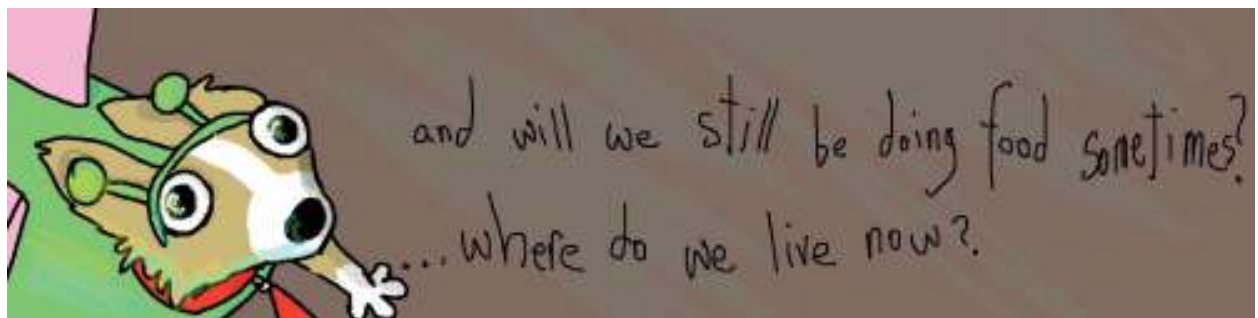 and will we still be doing food sometimes?
...where do we live now?